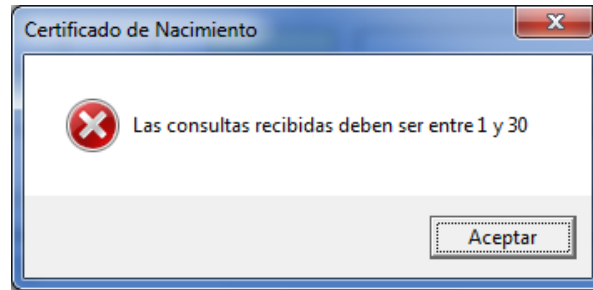 Certificado de Nacimiento
Las consultas recibidas deben ser entre 1 y 30
Aceptar